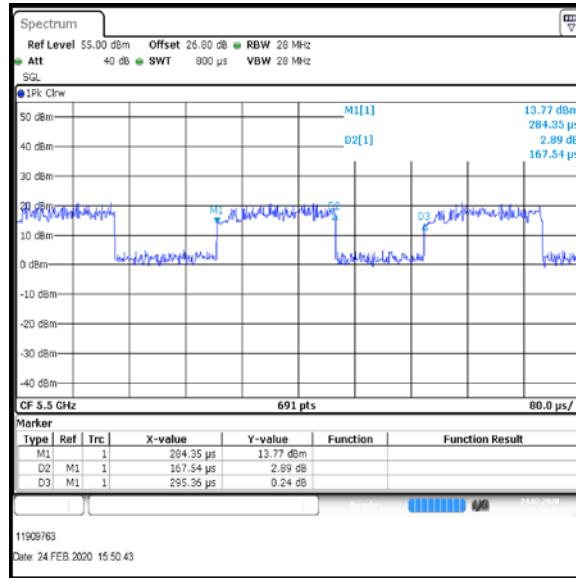 Spectrum
Ref Level 55.00 dBm Offset 26.80 dB RBW 28 MHz
Att 40 dB SWT 800 µs VBW 28 MHz
SGL
1Pk Clrw
M1[1] 13.77 dBm
284.35 µs
D2[1] 2.89 dB
167.54 µs
50 dBm
40 dBm
30 dBm
20 dBm
M1 D2 D3
10 dBm
0 dBm
-10 dBm
-20 dBm
-30 dBm
-40 dBm
CF 5.5 GHz 691 pts 80.0 µs/
Marker
Type Ref Trc X-value Y-value Function Function Result
M1 1 284.35 µs 13.77 dBm
D2 M1 1 167.54 µs 2.89 dB
D3 M1 1 295.36 µs 0.24 dB
11909763
Date: 24.FEB.2020 15:50:43